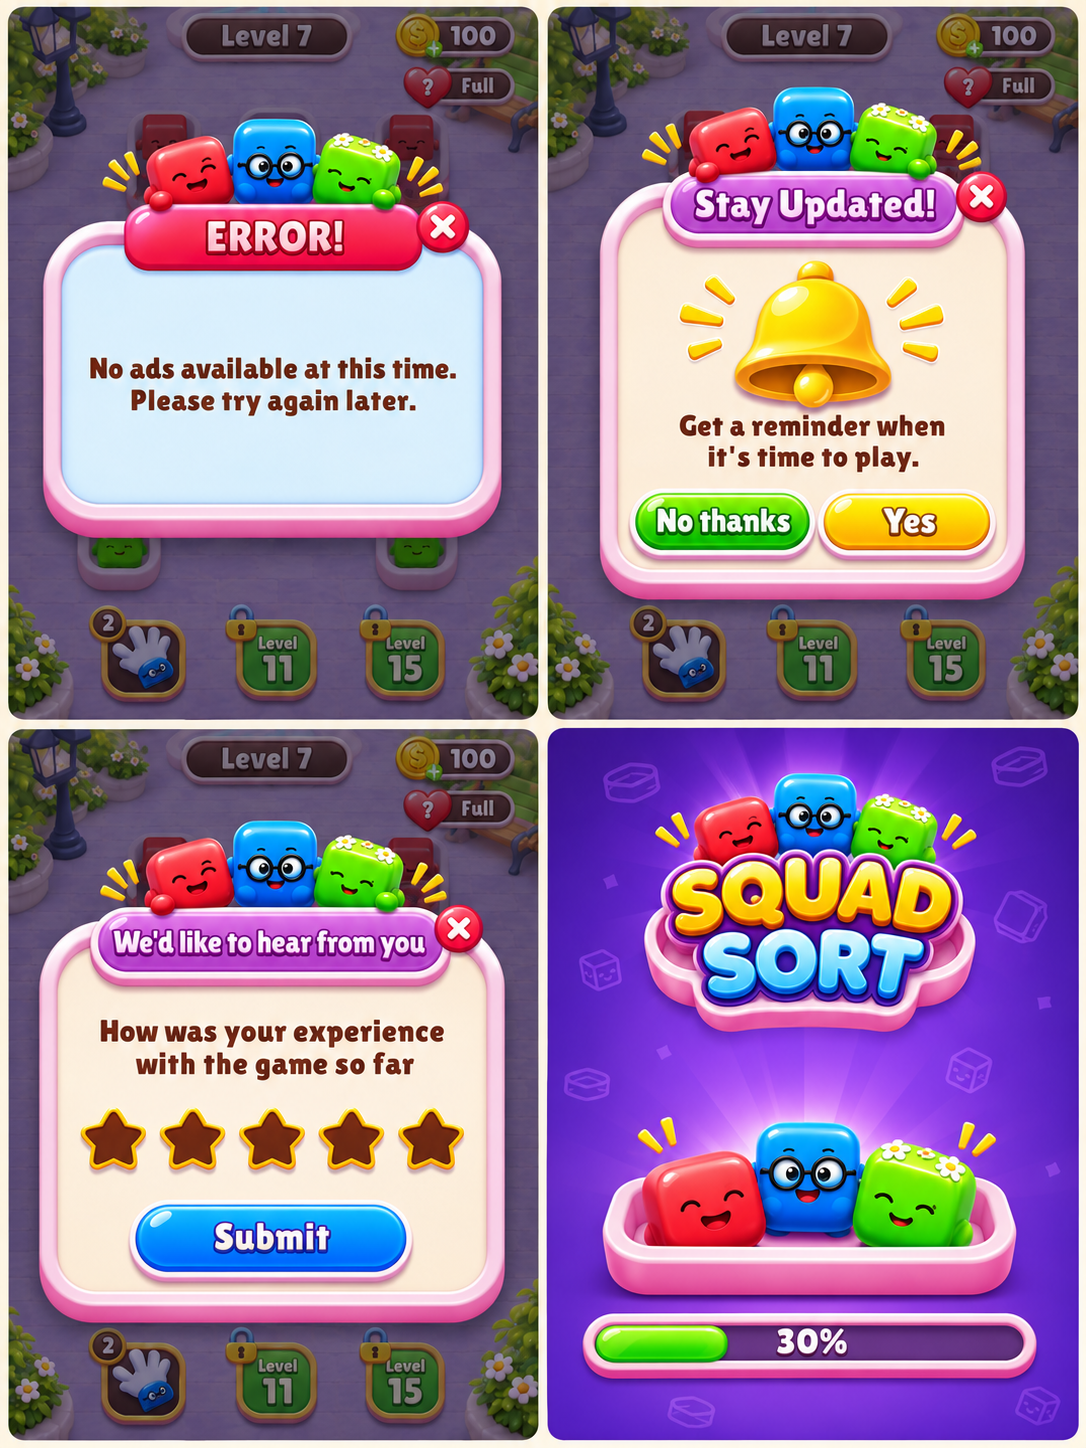 Level 7
100
? Full
ERROR!
No ads available at this time.
Please try again later.
2
Level
11
Level
15
Level 7
100
? Full
Stay Updated!
Get a reminder when
it's time to play.
No thanks
Yes
2
Level
11
Level
15
Level 7
100
? Full
We'd like to hear from you
How was your experience
with the game so far
Submit
2
Level
11
Level
15
SQUAD
SORT
30%